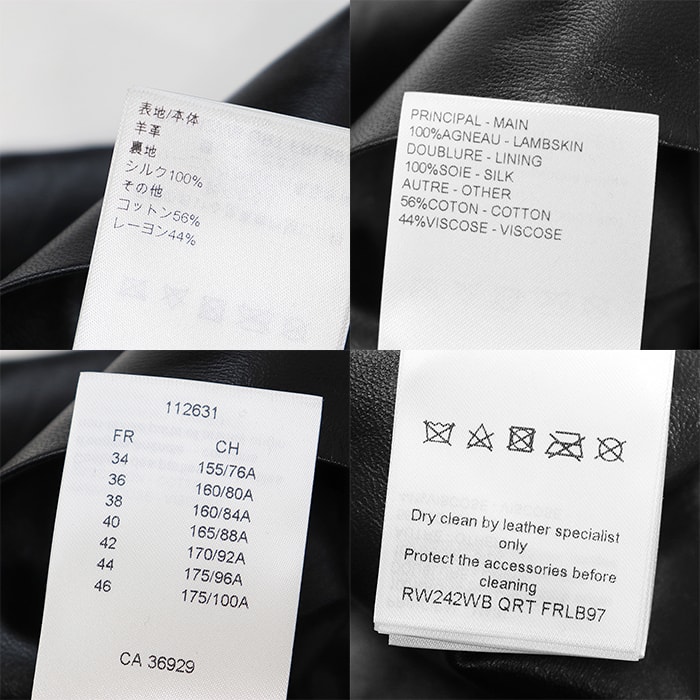 表地/本体
羊革
裏地
シルク100%
その他
コットン56%
レーヨン44%
PRINCIPAL - MAIN
100%AGNEAU - LAMBSKIN
DOUBLURE - LINING
100%SOIE - SILK
AUTRE - OTHER
56%COTON - COTTON
44%VISCOSE - VISCOSE
112631
FR CH
34 155/76A
36 160/80A
38 160/84A
40 165/88A
42 170/92A
44 175/96A
46 175/100A
CA 36929
Dry clean by leather specialist
only
Protect the accessories before
cleaning
RW242WB QRT FRLB97